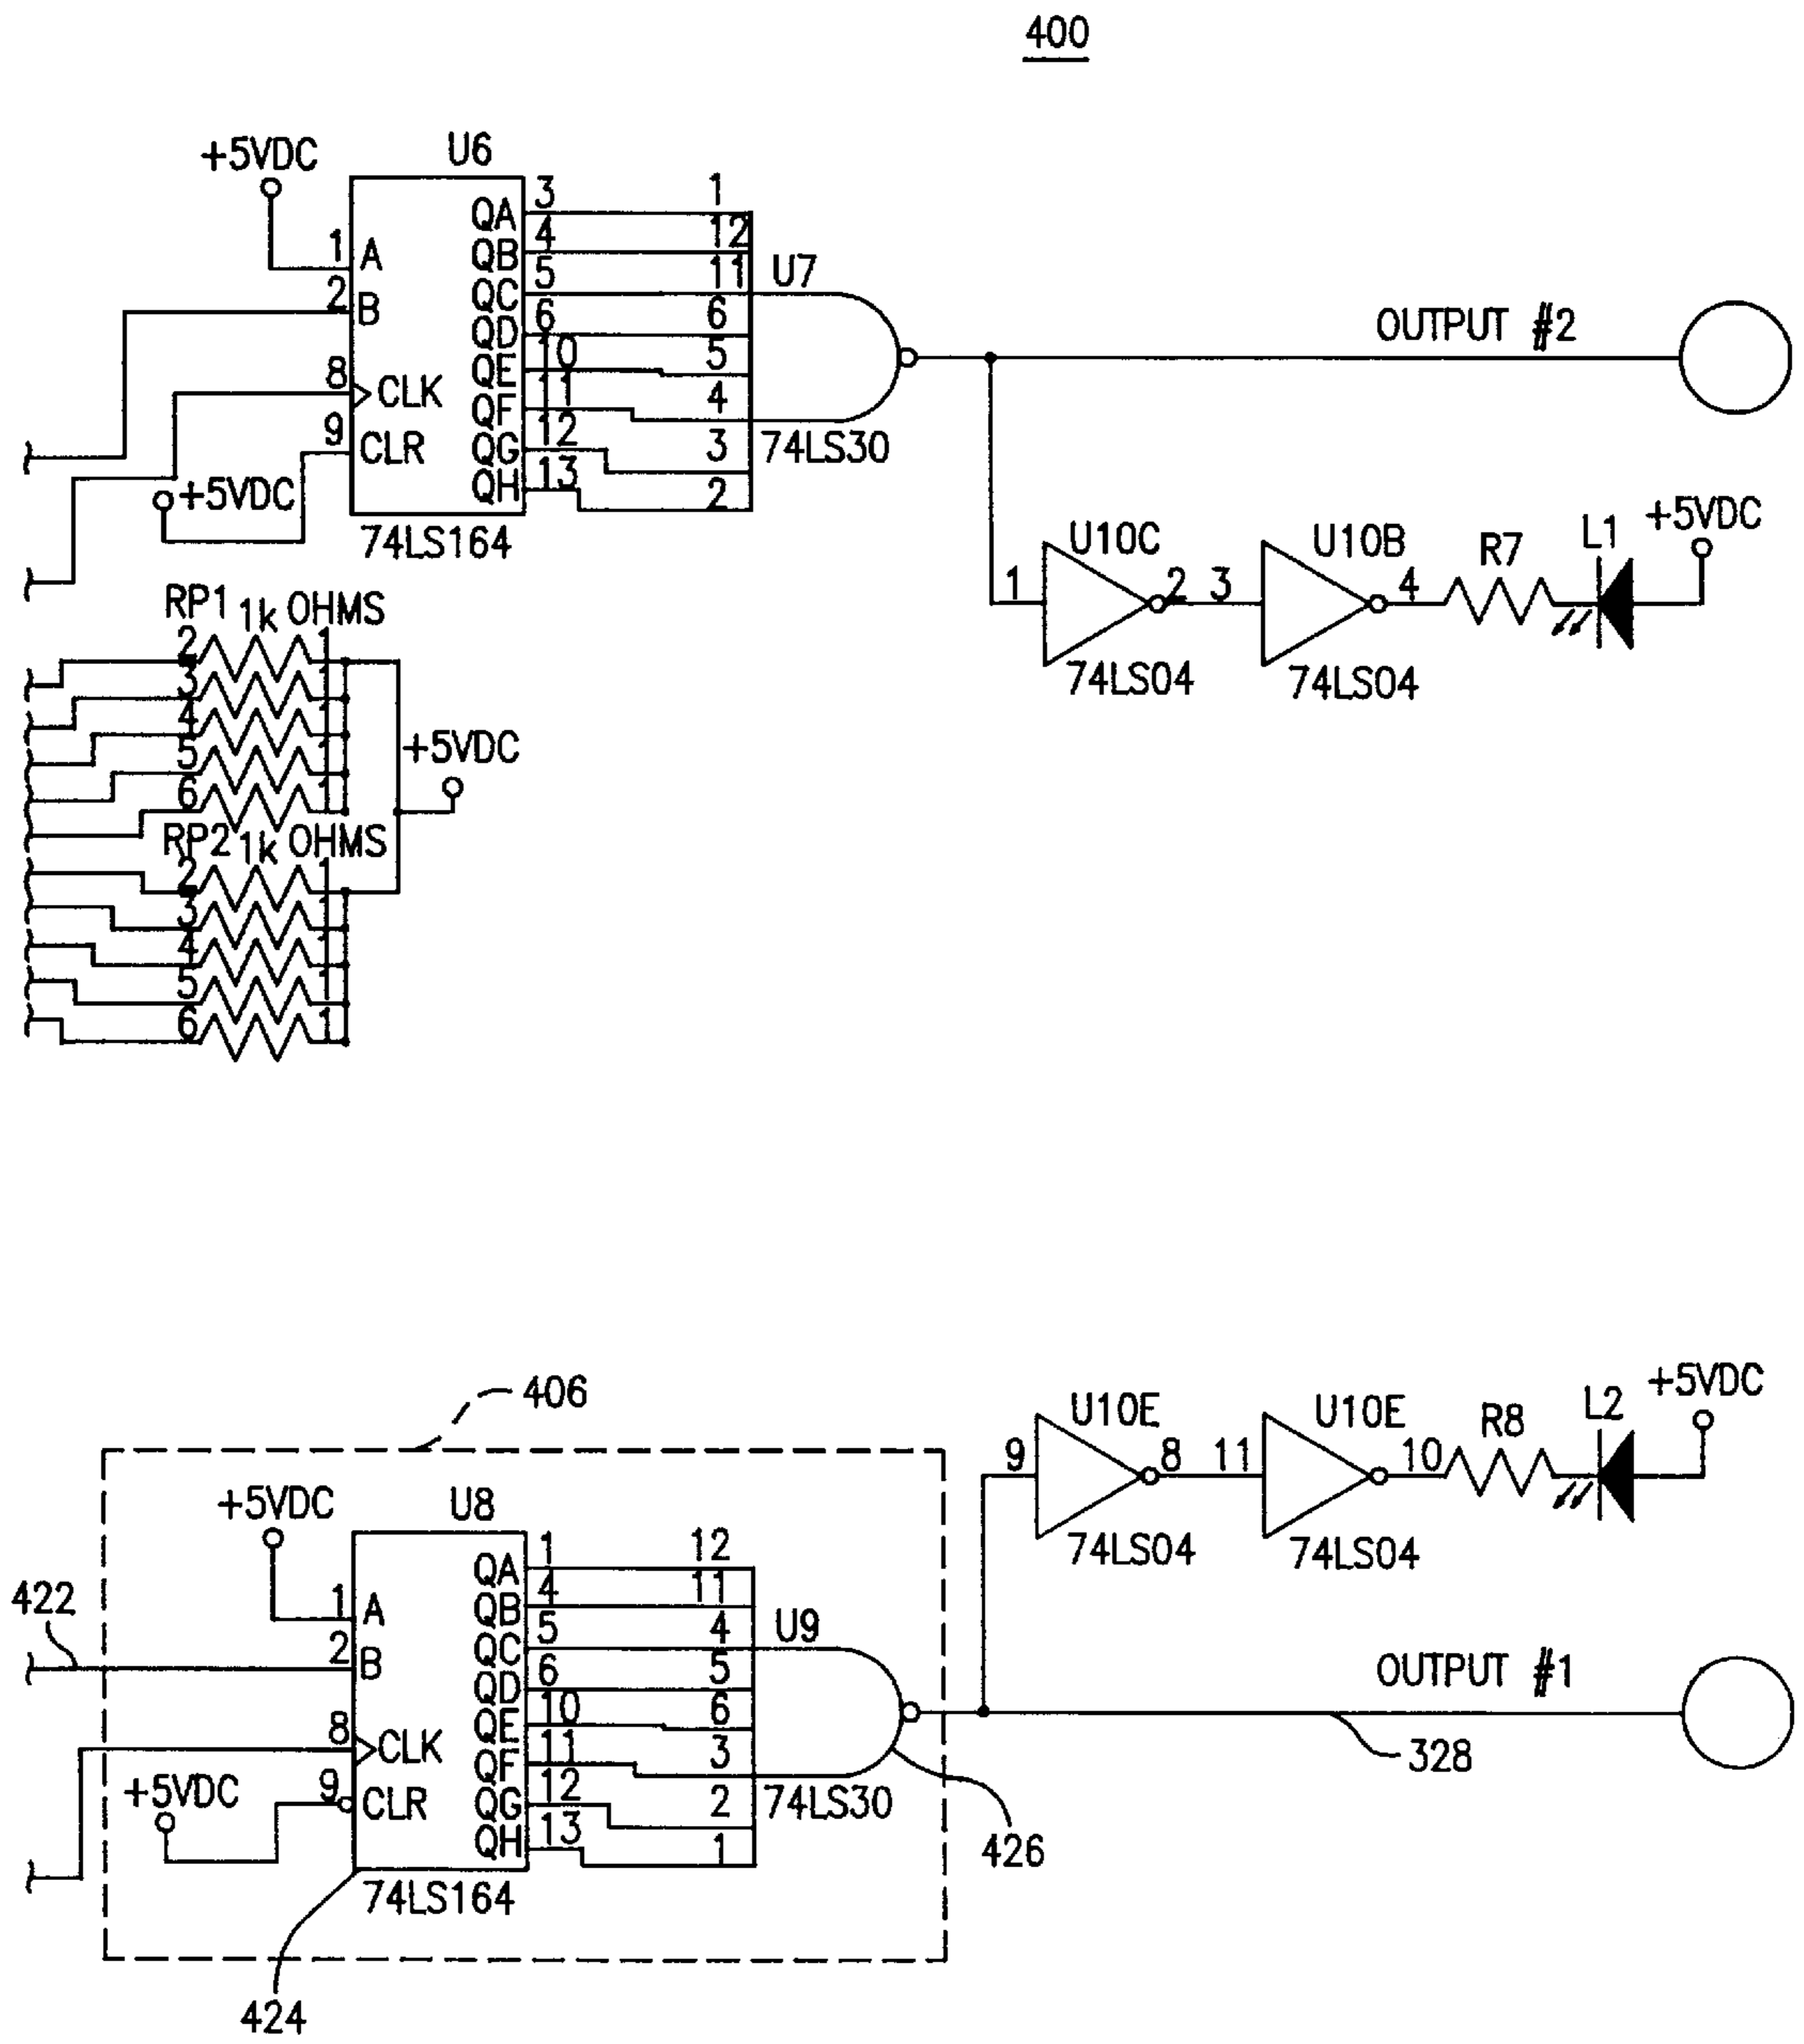 400
+5VDC
U6
1 A
2 B
8 CLK
9 CLR
+5VDC
QA 3 1
QB 4 12
QC 5 11
QD 6 6
QE 10 5
QF 11 4
QG 12 3
QH 13 2
74LS164
U7
74LS30
OUTPUT #2
U10C
1 2
74LS04
U10B
3 4
74LS04
R7
L1
+5VDC
RP1 1k OHMS
2 1
3 1
4 1
5 1
6 1
+5VDC
RP2 1k OHMS
2 1
3 1
4 1
5 1
6 1
406
+5VDC
U8
422
1 A
2 B
8 CLK
9 CLR
+5VDC
QA 1 12
QB 4 11
QC 5 4
QD 6 5
QE 10 6
QF 11 3
QG 12 2
QH 13 1
74LS164
424
U9
74LS30
426
U10E
9 8
74LS04
U10E
11 10
74LS04
R8
L2
+5VDC
OUTPUT #1
328